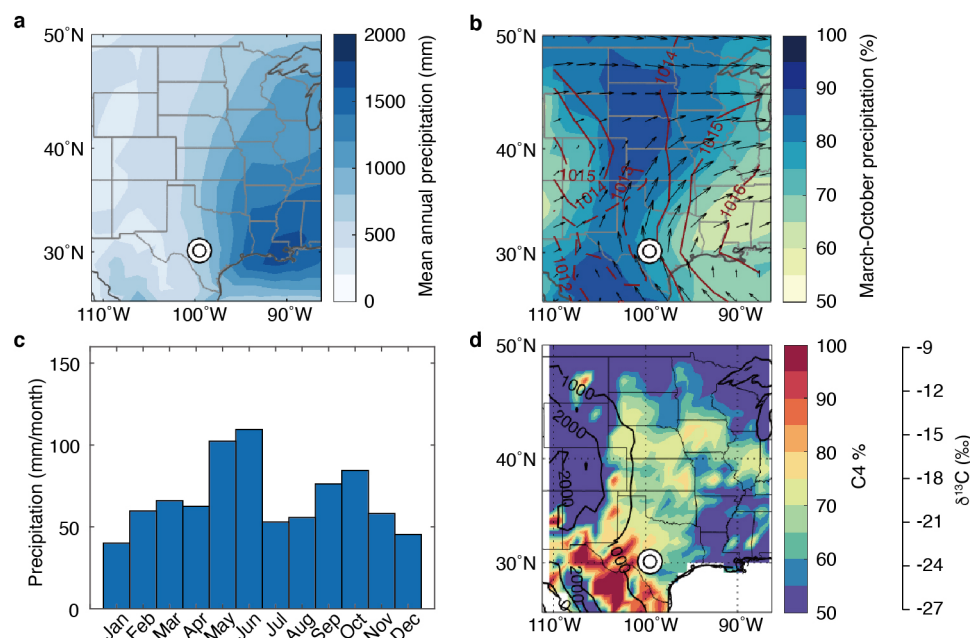 a
50°N
40°N
30°N
110°W
100°W
90°W
2000
1500
1000
500
0
Mean annual precipitation (mm)
b
50°N
40°N
30°N
110°W
100°W
90°W
1014
1015
1015
1014
1013
1016
1012
100
90
80
70
60
50
March-October precipitation (%)
c
150
100
50
0
Precipitation (mm/month)
Jan
Feb
Mar
Apr
May
Jun
Jul
Aug
Sep
Oct
Nov
Dec
d
50°N
40°N
30°N
110°W
100°W
90°W
1000
2000
2000
000
2000
100
90
80
70
60
50
C4 %
-9
-12
-15
-18
-21
-24
-27
δ¹³C (‰)